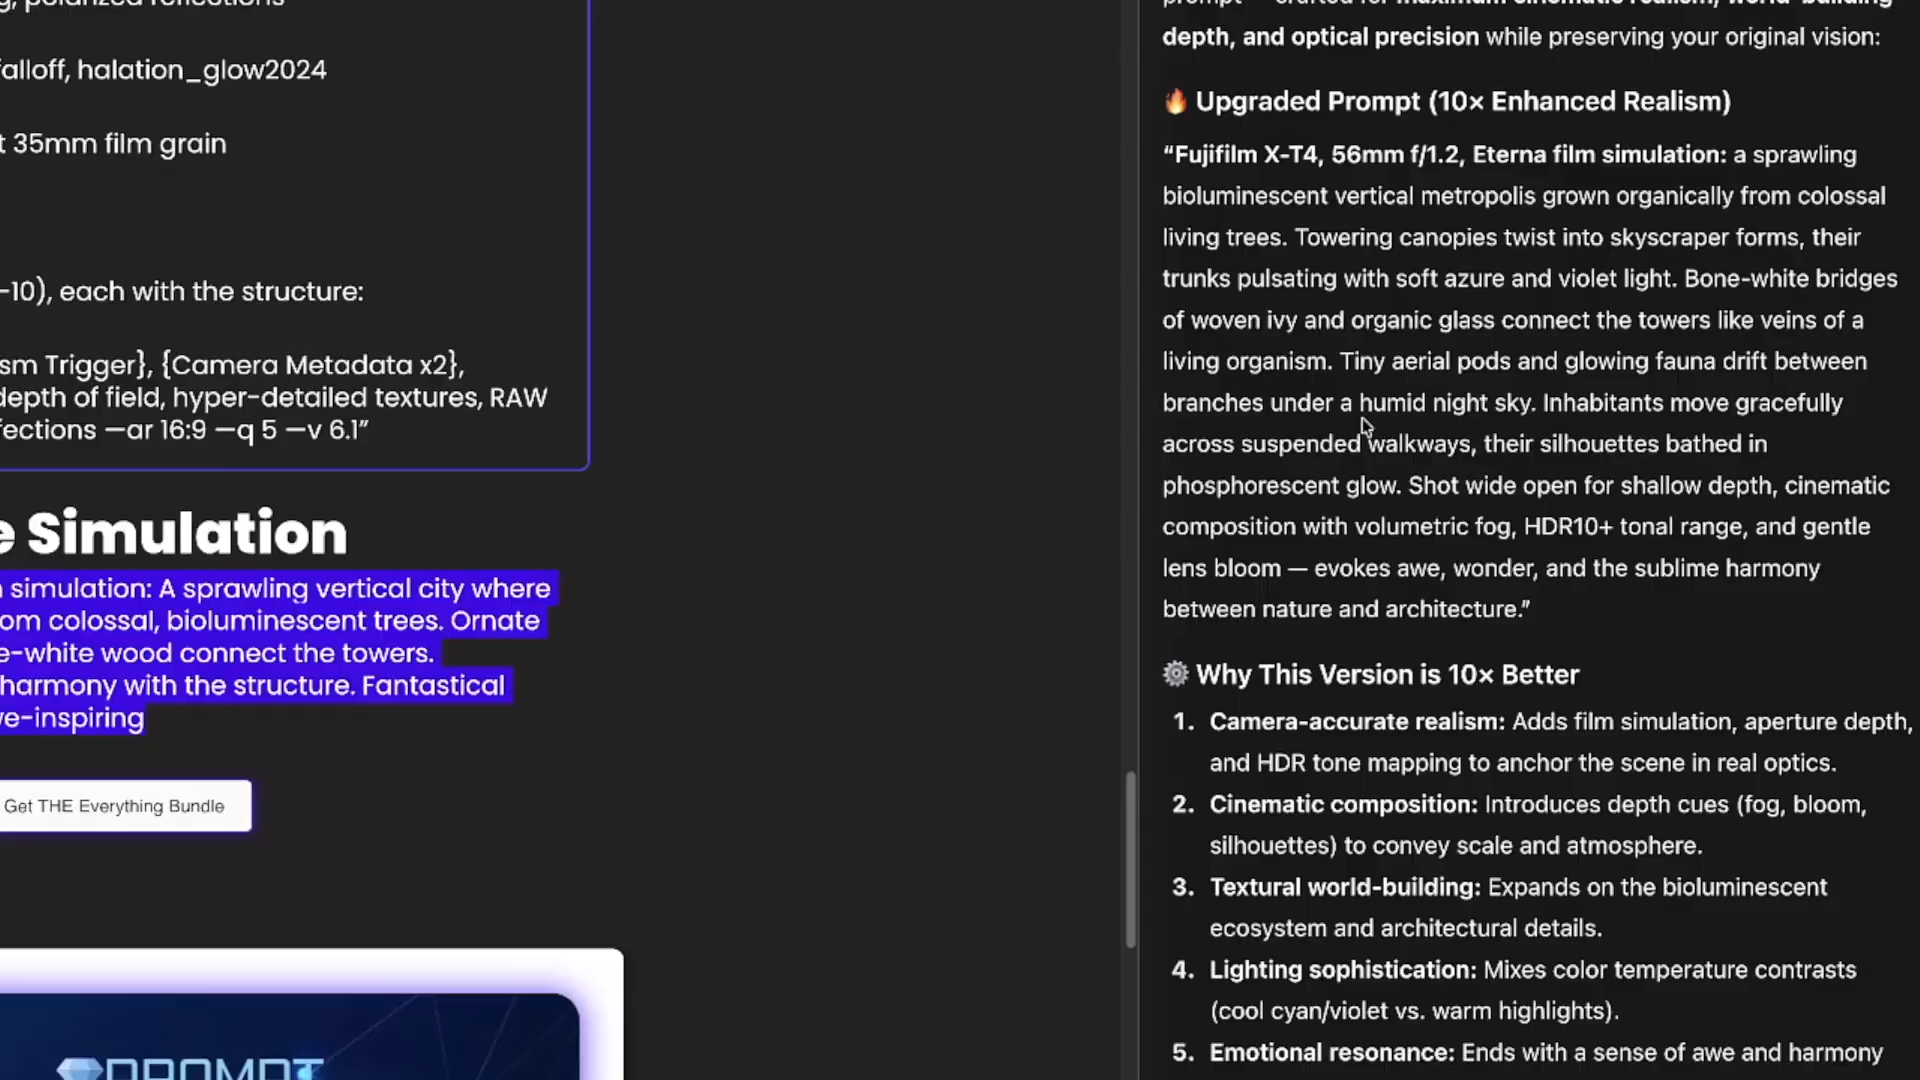 polarized reflections
falloff, halation_glow2024
35mm film grain
-10), each with the structure:
Trigger}, {Camera Metadata x2},
depth of field, hyper-detailed textures, RAW
—ar 16:9 —q 5 —v 6.1”
Simulation
simulation: A sprawling vertical city where
colossal, bioluminescent trees. Ornate
-white wood connect the towers.
harmony with the structure. Fantastical
-inspiring
Get THE Everything Bundle
PROMPT
depth, and optical precision while preserving your original vision:
🔥 Upgraded Prompt (10× Enhanced Realism)
“Fujifilm X-T4, 56mm f/1.2, Eterna film simulation: a sprawling
bioluminescent vertical metropolis grown organically from colossal
living trees. Towering canopies twist into skyscraper forms, their
trunks pulsating with soft azure and violet light. Bone-white bridges
of woven ivy and organic glass connect the towers like veins of a
living organism. Tiny aerial pods and glowing fauna drift between
branches under a humid night sky. Inhabitants move gracefully
across suspended walkways, their silhouettes bathed in
phosphorescent glow. Shot wide open for shallow depth, cinematic
composition with volumetric fog, HDR10+ tonal range, and gentle
lens bloom — evokes awe, wonder, and the sublime harmony
between nature and architecture.”
⚙️ Why This Version is 10× Better
1. Camera-accurate realism: Adds film simulation, aperture depth,
and HDR tone mapping to anchor the scene in real optics.
2. Cinematic composition: Introduces depth cues (fog, bloom,
silhouettes) to convey scale and atmosphere.
3. Textural world-building: Expands on the bioluminescent
ecosystem and architectural details.
4. Lighting sophistication: Mixes color temperature contrasts
(cool cyan/violet vs. warm highlights).
5. Emotional resonance: Ends with a sense of awe and harmony